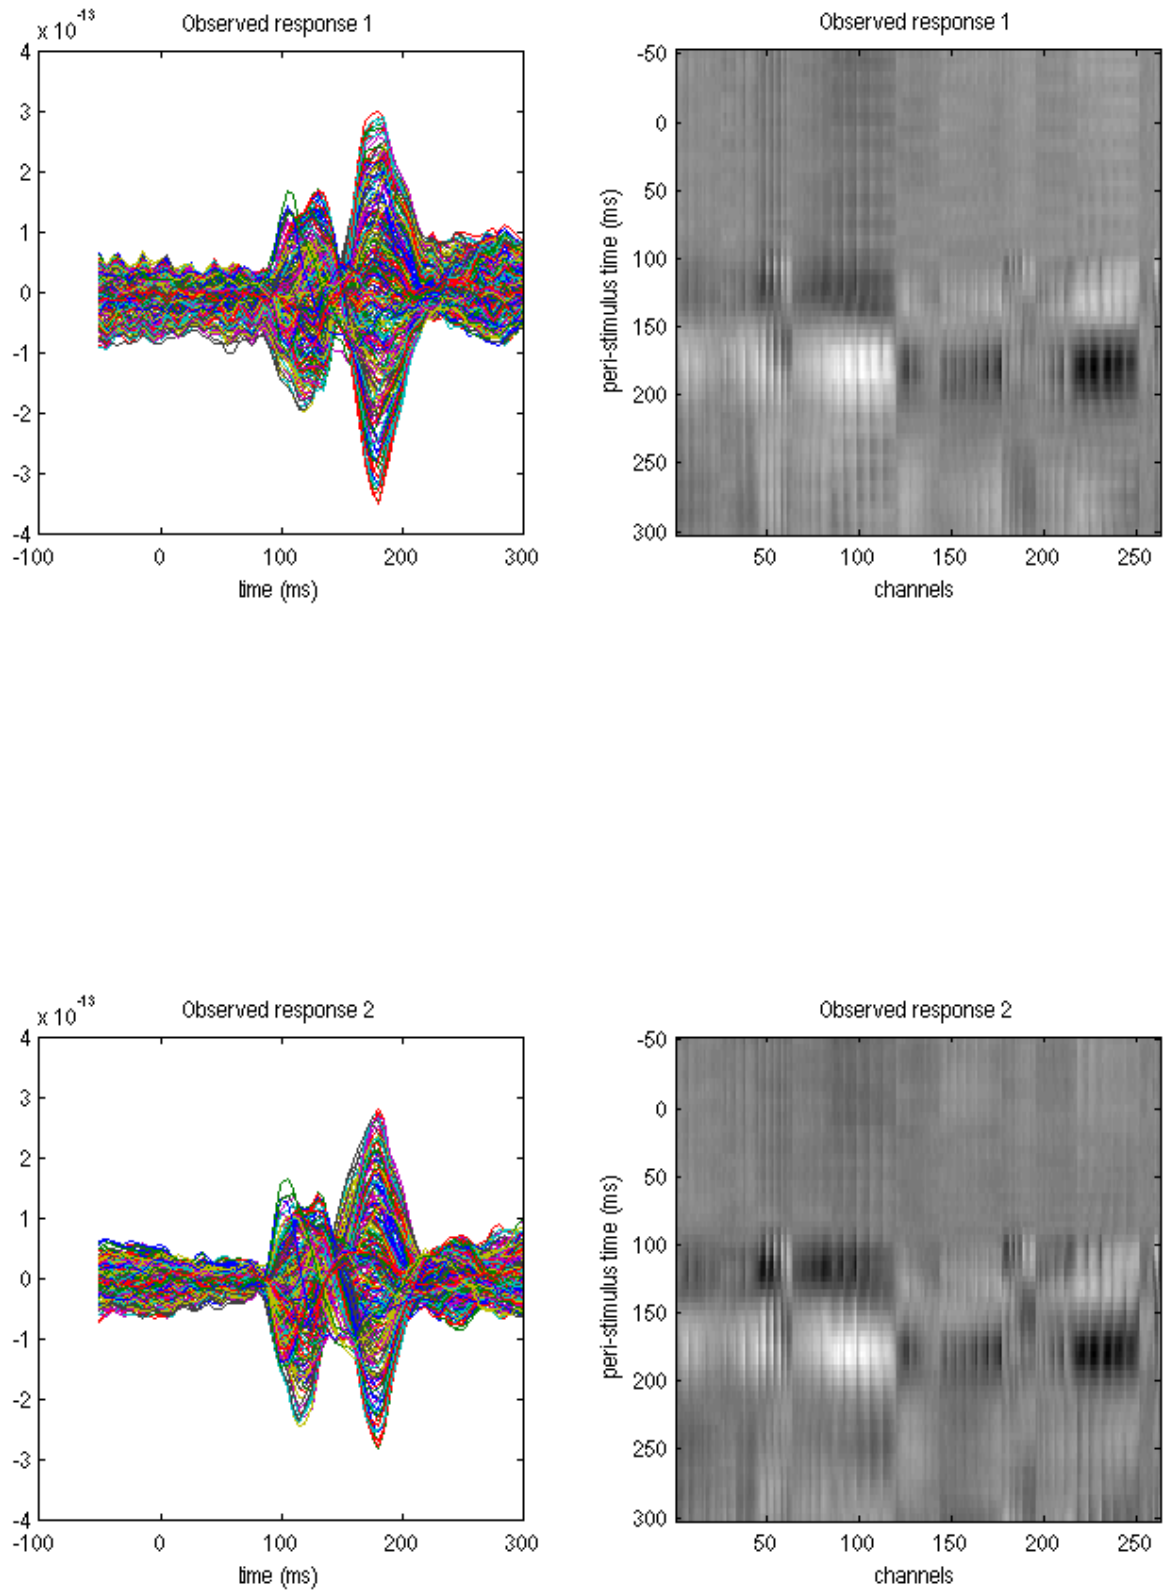 Observed response 1
x 10^-13
4
3
2
1
0
-1
-2
-3
-4
-100 0 100 200 300
time (ms)
Observed response 1
peri-stimulus time (ms)
-50
0
50
100
150
200
250
300
50 100 150 200 250
channels
Observed response 2
x 10^-13
4
3
2
1
0
-1
-2
-3
-4
-100 0 100 200 300
time (ms)
Observed response 2
peri-stimulus time (ms)
-50
0
50
100
150
200
250
300
50 100 150 200 250
channels